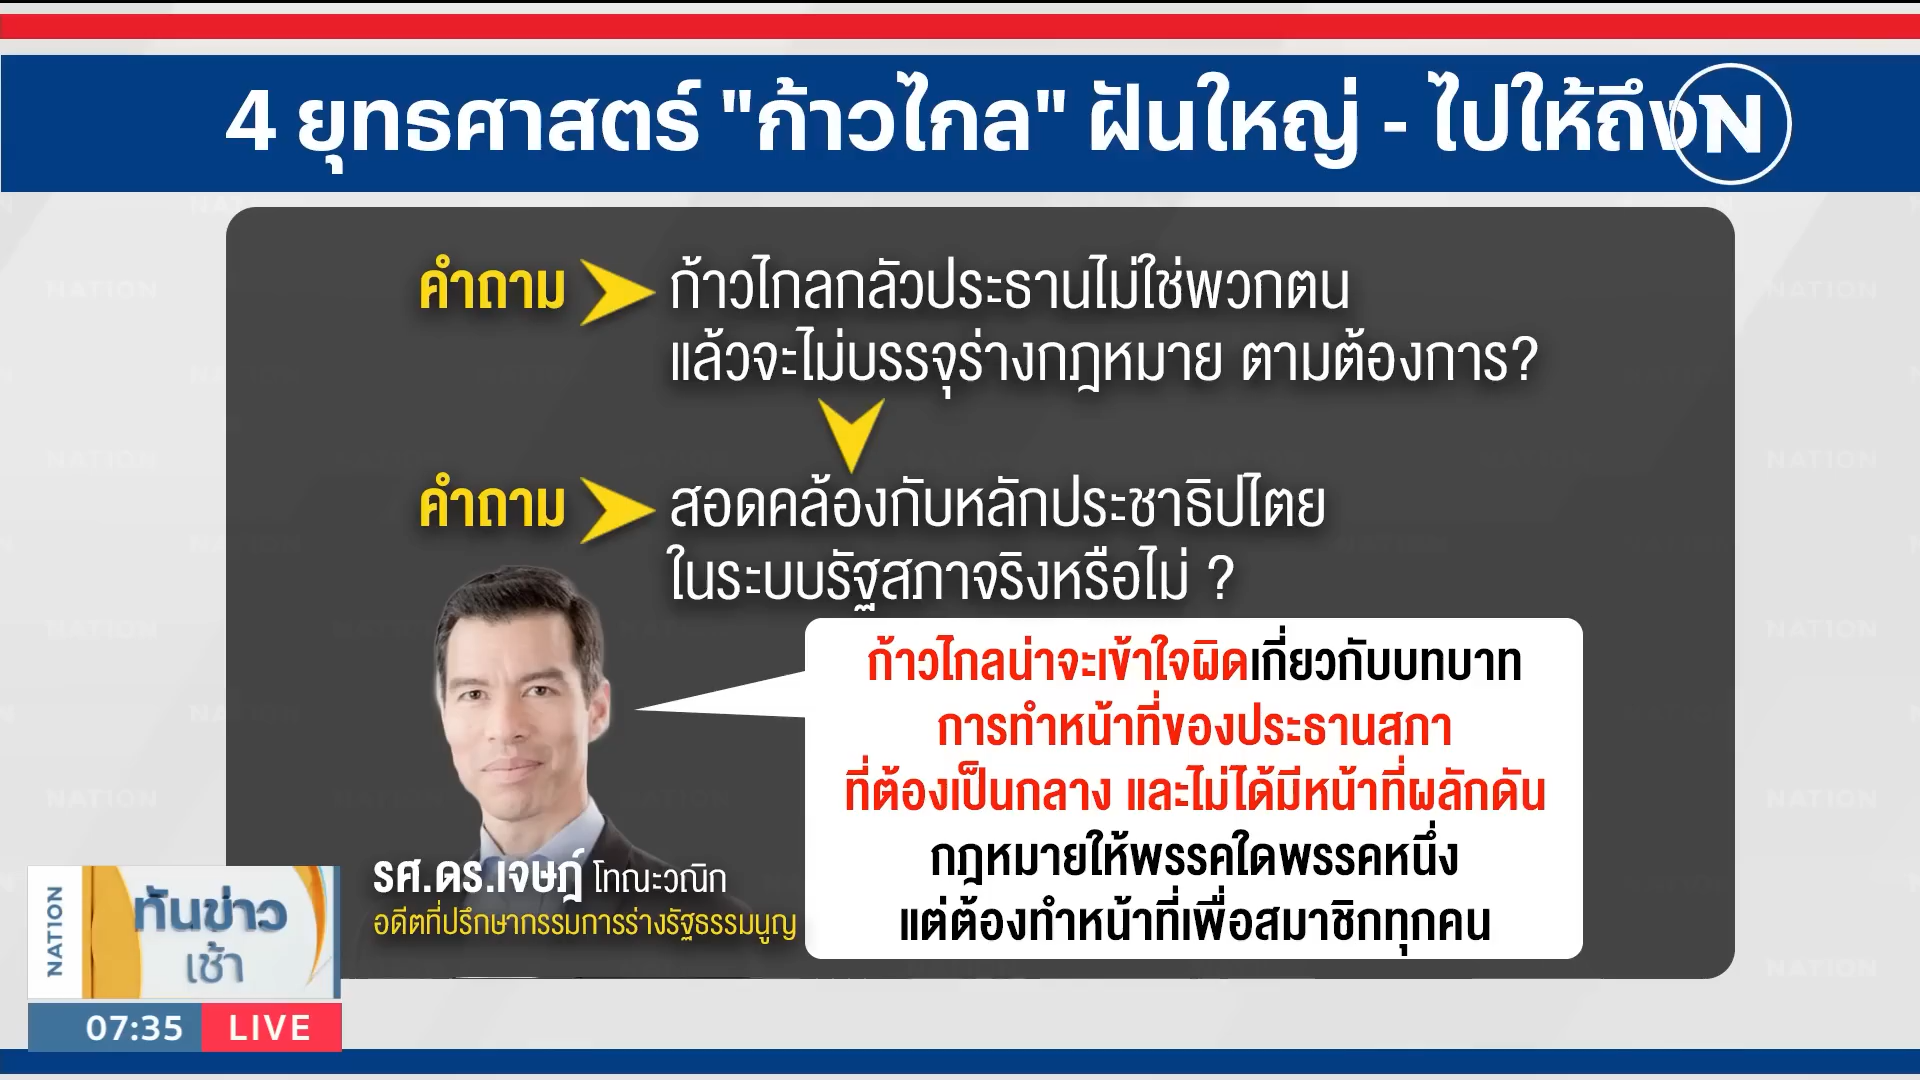 4 ยุทธศาสตร์ "ก้าวไกล" ฝันใหญ่ - ไปให้ถึง
N
คำถาม ก้าวไกลกลัวประธานไม่ใช่พวกตน
แล้วจะไม่บรรจุร่างกฎหมาย ตามต้องการ?
คำถาม สอดคล้องกับหลักประชาธิปไตย
ในระบบรัฐสภาจริงหรือไม่ ?
ก้าวไกลน่าจะเข้าใจผิดเกี่ยวกับบทบาท
การทำหน้าที่ของประธานสภา
ที่ต้องเป็นกลาง และไม่ได้มีหน้าที่ผลักดัน
กฎหมายให้พรรคใดพรรคหนึ่ง
แต่ต้องทำหน้าที่เพื่อสมาชิกทุกคน
รศ.ดร.เจษฎ์ โทณะวณิก
อดีตที่ปรึกษากรรมการร่างรัฐธรรมนูญ
NATION
ทันข่าว
เช้า
07:35 LIVE